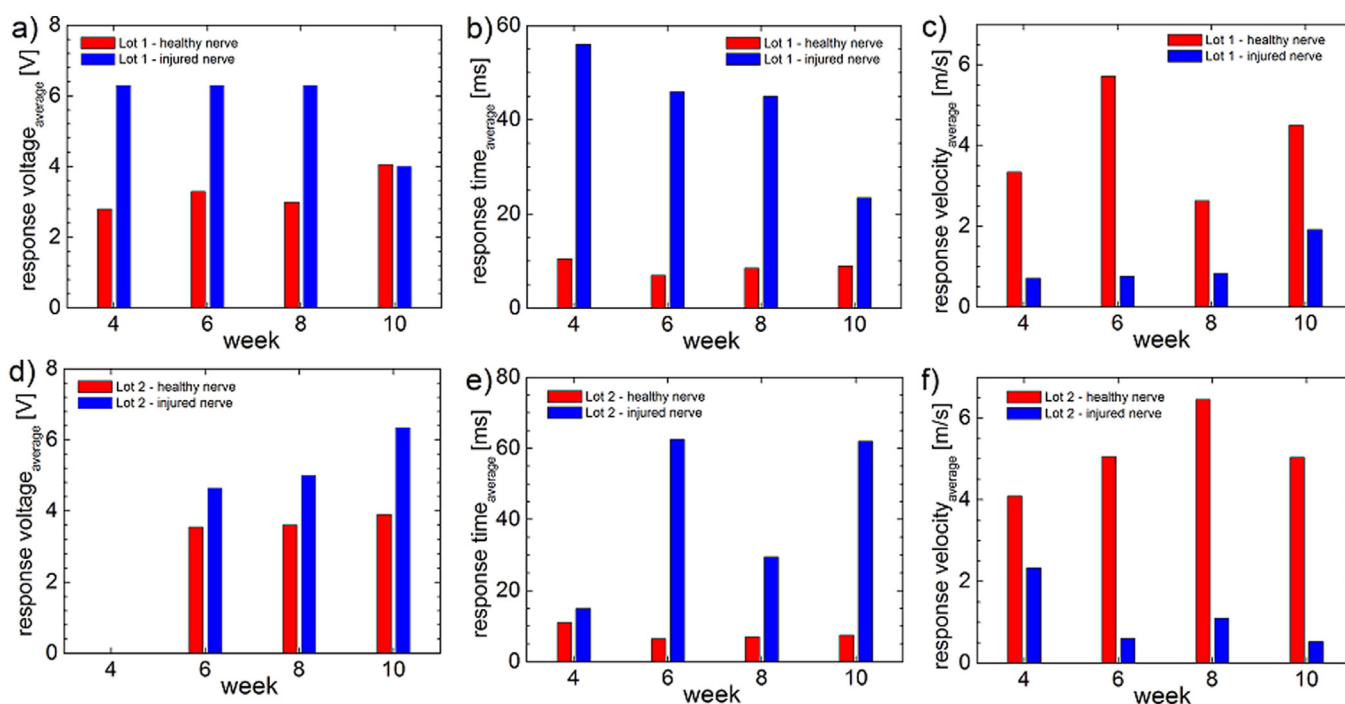 a)
response voltage average [V]
8
6
4
2
0
Lot 1 - healthy nerve
Lot 1 - injured nerve
4 6 8 10
week
b)
response time average [ms]
60
40
20
0
Lot 1 - healthy nerve
Lot 1 - injured nerve
4 6 8 10
week
c)
response velocity average [m/s]
6
4
2
0
Lot 1 - healthy nerve
Lot 1 - injured nerve
4 6 8 10
week
d)
response voltage average [V]
8
6
4
2
0
Lot 2 - healthy nerve
Lot 2 - injured nerve
4 6 8 10
week
e)
response time average [ms]
80
60
40
20
0
Lot 2 - healthy nerve
Lot 2 - injured nerve
4 6 8 10
week
f)
response velocity average [m/s]
6
4
2
0
Lot 2 - healthy nerve
Lot 2 - injured nerve
4 6 8 10
week